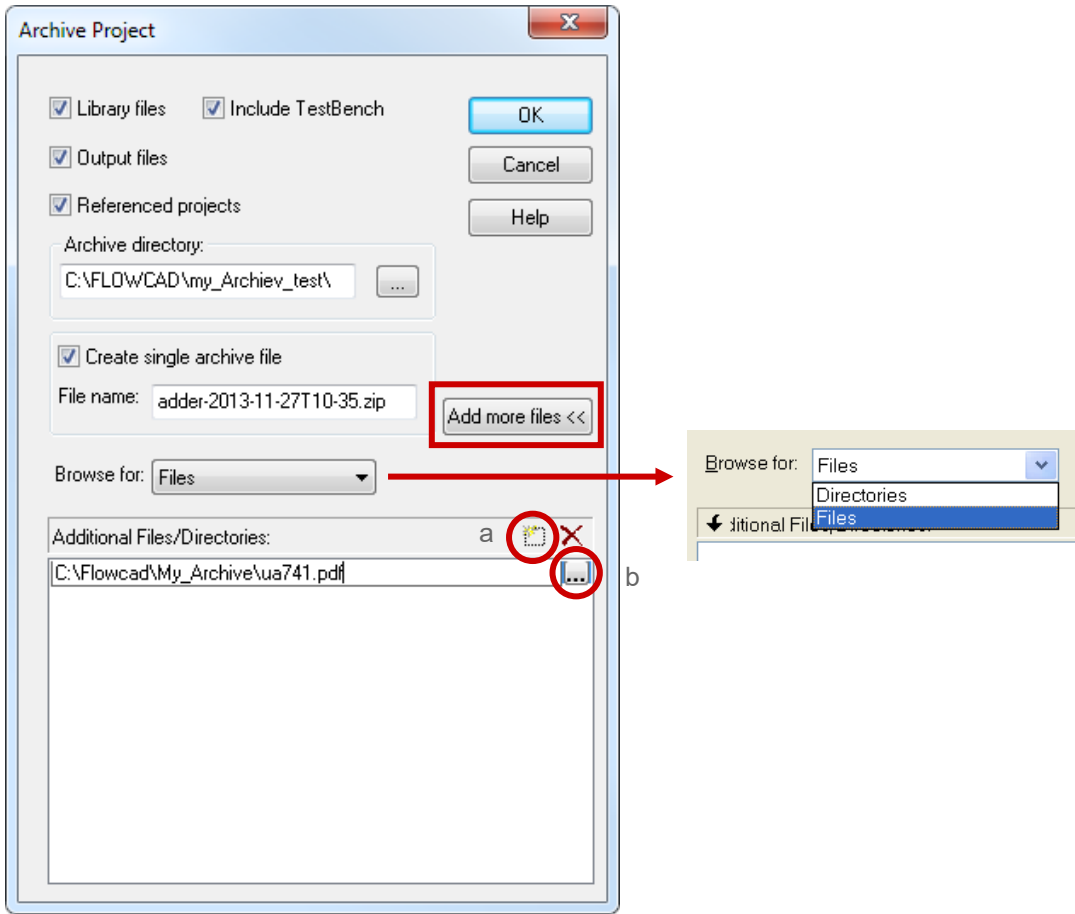 Archive Project
Library files
Include TestBench
OK
Output files
Cancel
Referenced projects
Help
Archive directory:
C:\FLOWCAD\my_Archiev_test\
...
Create single archive file
File name:
adder-2013-11-27T10-35.zip
Add more files <<
Browse for:
Files
Additional Files/Directories:
a
C:\Flowcad\My_Archive\ua741.pdf
...
b
Browse for:
Files
Directories
Files
ditional Fil